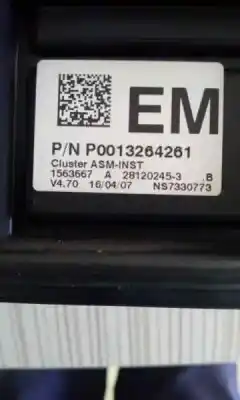 EM
P/N P0013264261
Cluster ASM-INST
1563667 A 28120245-3 .B
V4.70 16/04/07 NS7330773